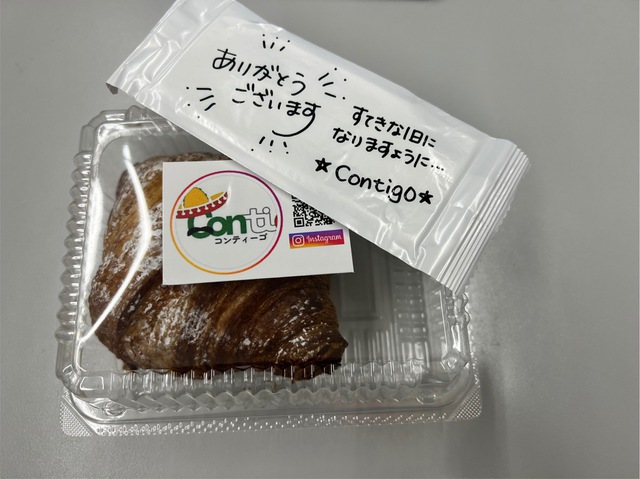 ありがとう
ございます
すてきな1日に
なりますように…
★Contigo★
Conti
コンティーゴ
Instagram